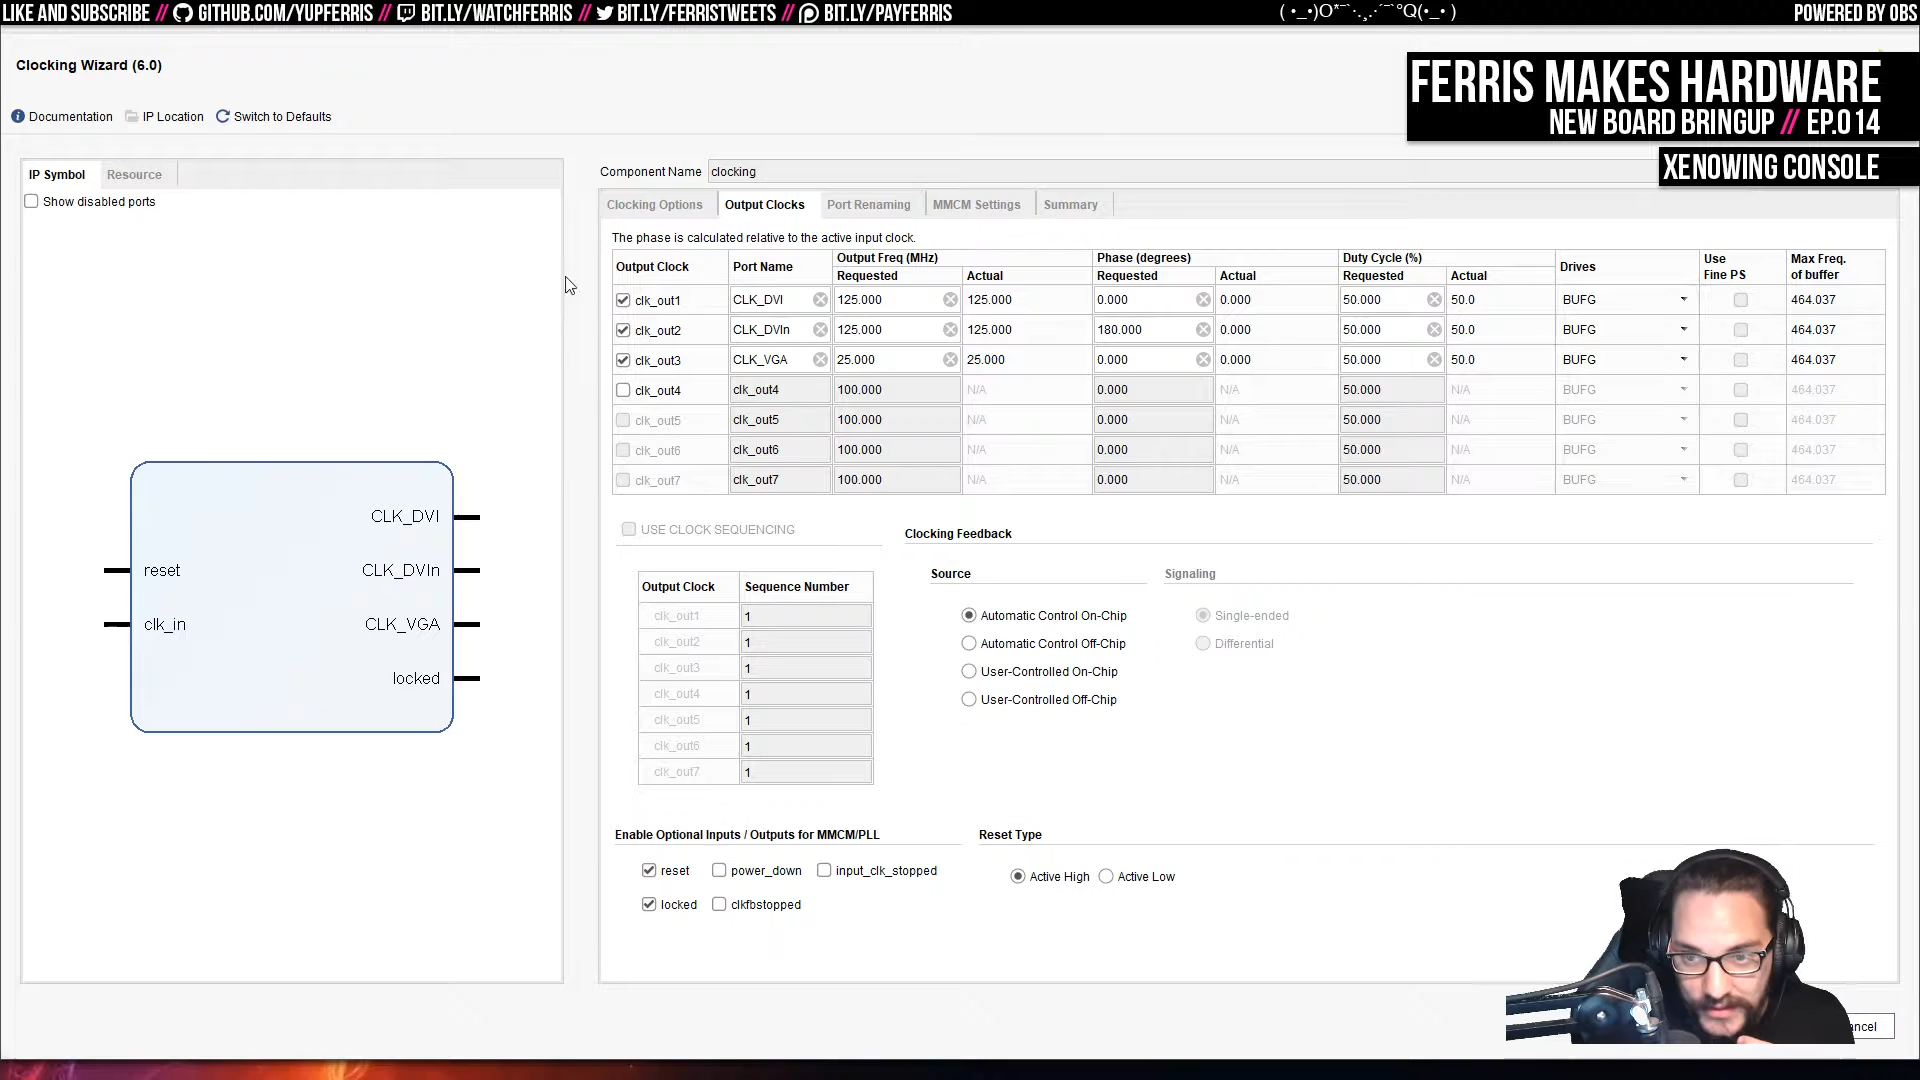 LIKE AND SUBSCRIBE // GITHUB.COM/YUPFERRIS // BIT.LY/WATCHFERRIS // BIT.LY/FERRISTWEETS // BIT.LY/PAYFERRIS
POWERED BY OBS
Clocking Wizard (6.0)
FERRIS MAKES HARDWARE
NEW BOARD BRINGUP // EP.014
XENOWING CONSOLE
Documentation IP Location Switch to Defaults
IP Symbol Resource
Show disabled ports
reset
clk_in
CLK_DVI
CLK_DVIn
CLK_VGA
locked
Component Name clocking
Clocking Options Output Clocks Port Renaming MMCM Settings Summary
The phase is calculated relative to the active input clock.
Output Clock Port Name Output Freq (MHz) Phase (degrees) Duty Cycle (%) Drives Use Fine PS Max Freq. of buffer
Requested Actual Requested Actual Requested Actual
clk_out1 CLK_DVI 125.000 125.000 0.000 0.000 50.000 50.0 BUFG 464.037
clk_out2 CLK_DVIn 125.000 125.000 180.000 0.000 50.000 50.0 BUFG 464.037
clk_out3 CLK_VGA 25.000 25.000 0.000 0.000 50.000 50.0 BUFG 464.037
clk_out4 clk_out4 100.000 N/A 0.000 N/A 50.000 N/A BUFG 464.037
clk_out5 clk_out5 100.000 N/A 0.000 N/A 50.000 N/A BUFG 464.037
clk_out6 clk_out6 100.000 N/A 0.000 N/A 50.000 N/A BUFG 464.037
clk_out7 clk_out7 100.000 N/A 0.000 N/A 50.000 N/A BUFG 464.037
USE CLOCK SEQUENCING
Output Clock Sequence Number
clk_out1 1
clk_out2 1
clk_out3 1
clk_out4 1
clk_out5 1
clk_out6 1
clk_out7 1
Clocking Feedback
Source Signaling
Automatic Control On-Chip Single-ended
Automatic Control Off-Chip Differential
User-Controlled On-Chip
User-Controlled Off-Chip
Enable Optional Inputs / Outputs for MMCM/PLL
reset power_down input_clk_stopped
locked clkfbstopped
Reset Type
Active High Active Low